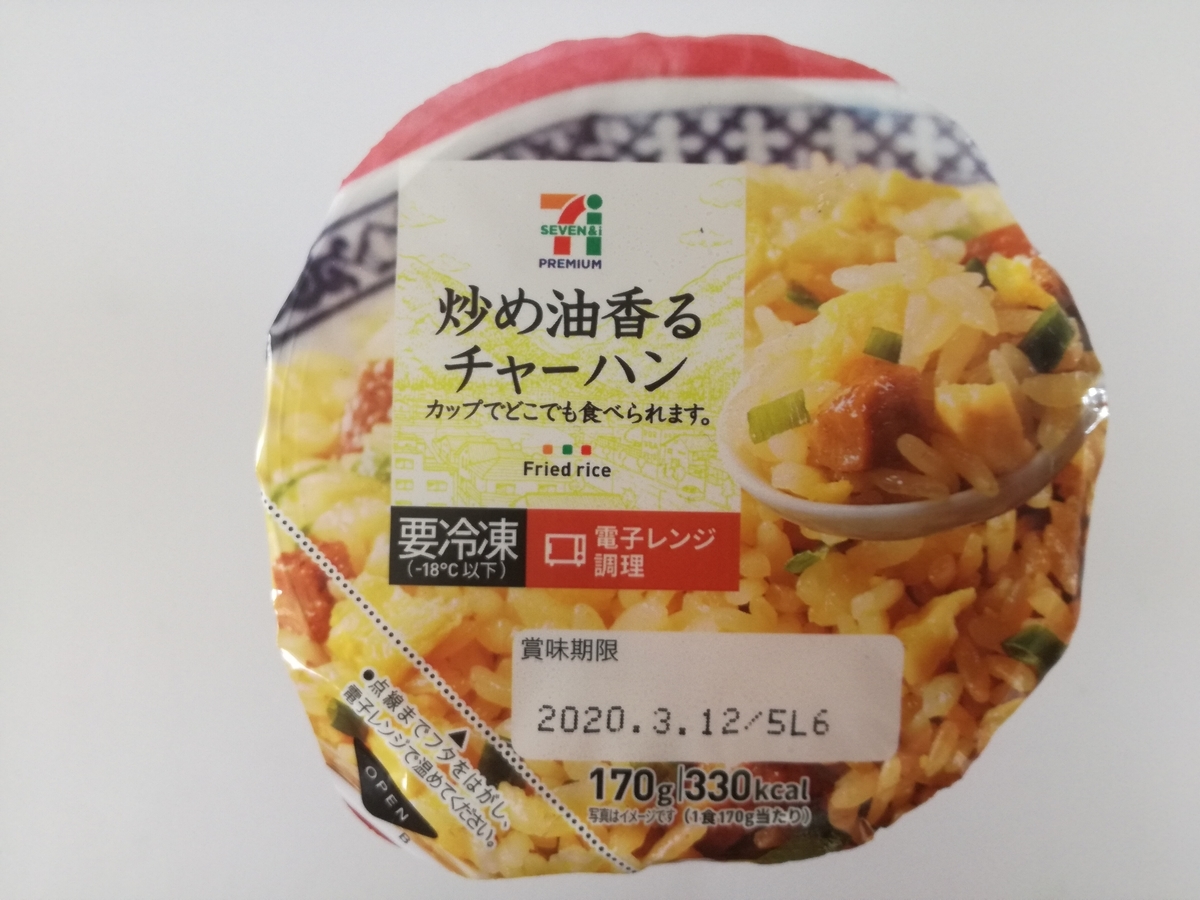 SEVEN&i
PREMIUM
炒め油香る
チャーハン
カップでどこでも食べられます。
Fried rice
要冷凍
(-18°C以下)
電子レンジ
調理
賞味期限
2020.3.12/5L6
170g 330kcal
写真はイメージです (1食170g当たり)
●点線までフタをはがし、
電子レンジで温めてください。
OPEN
B